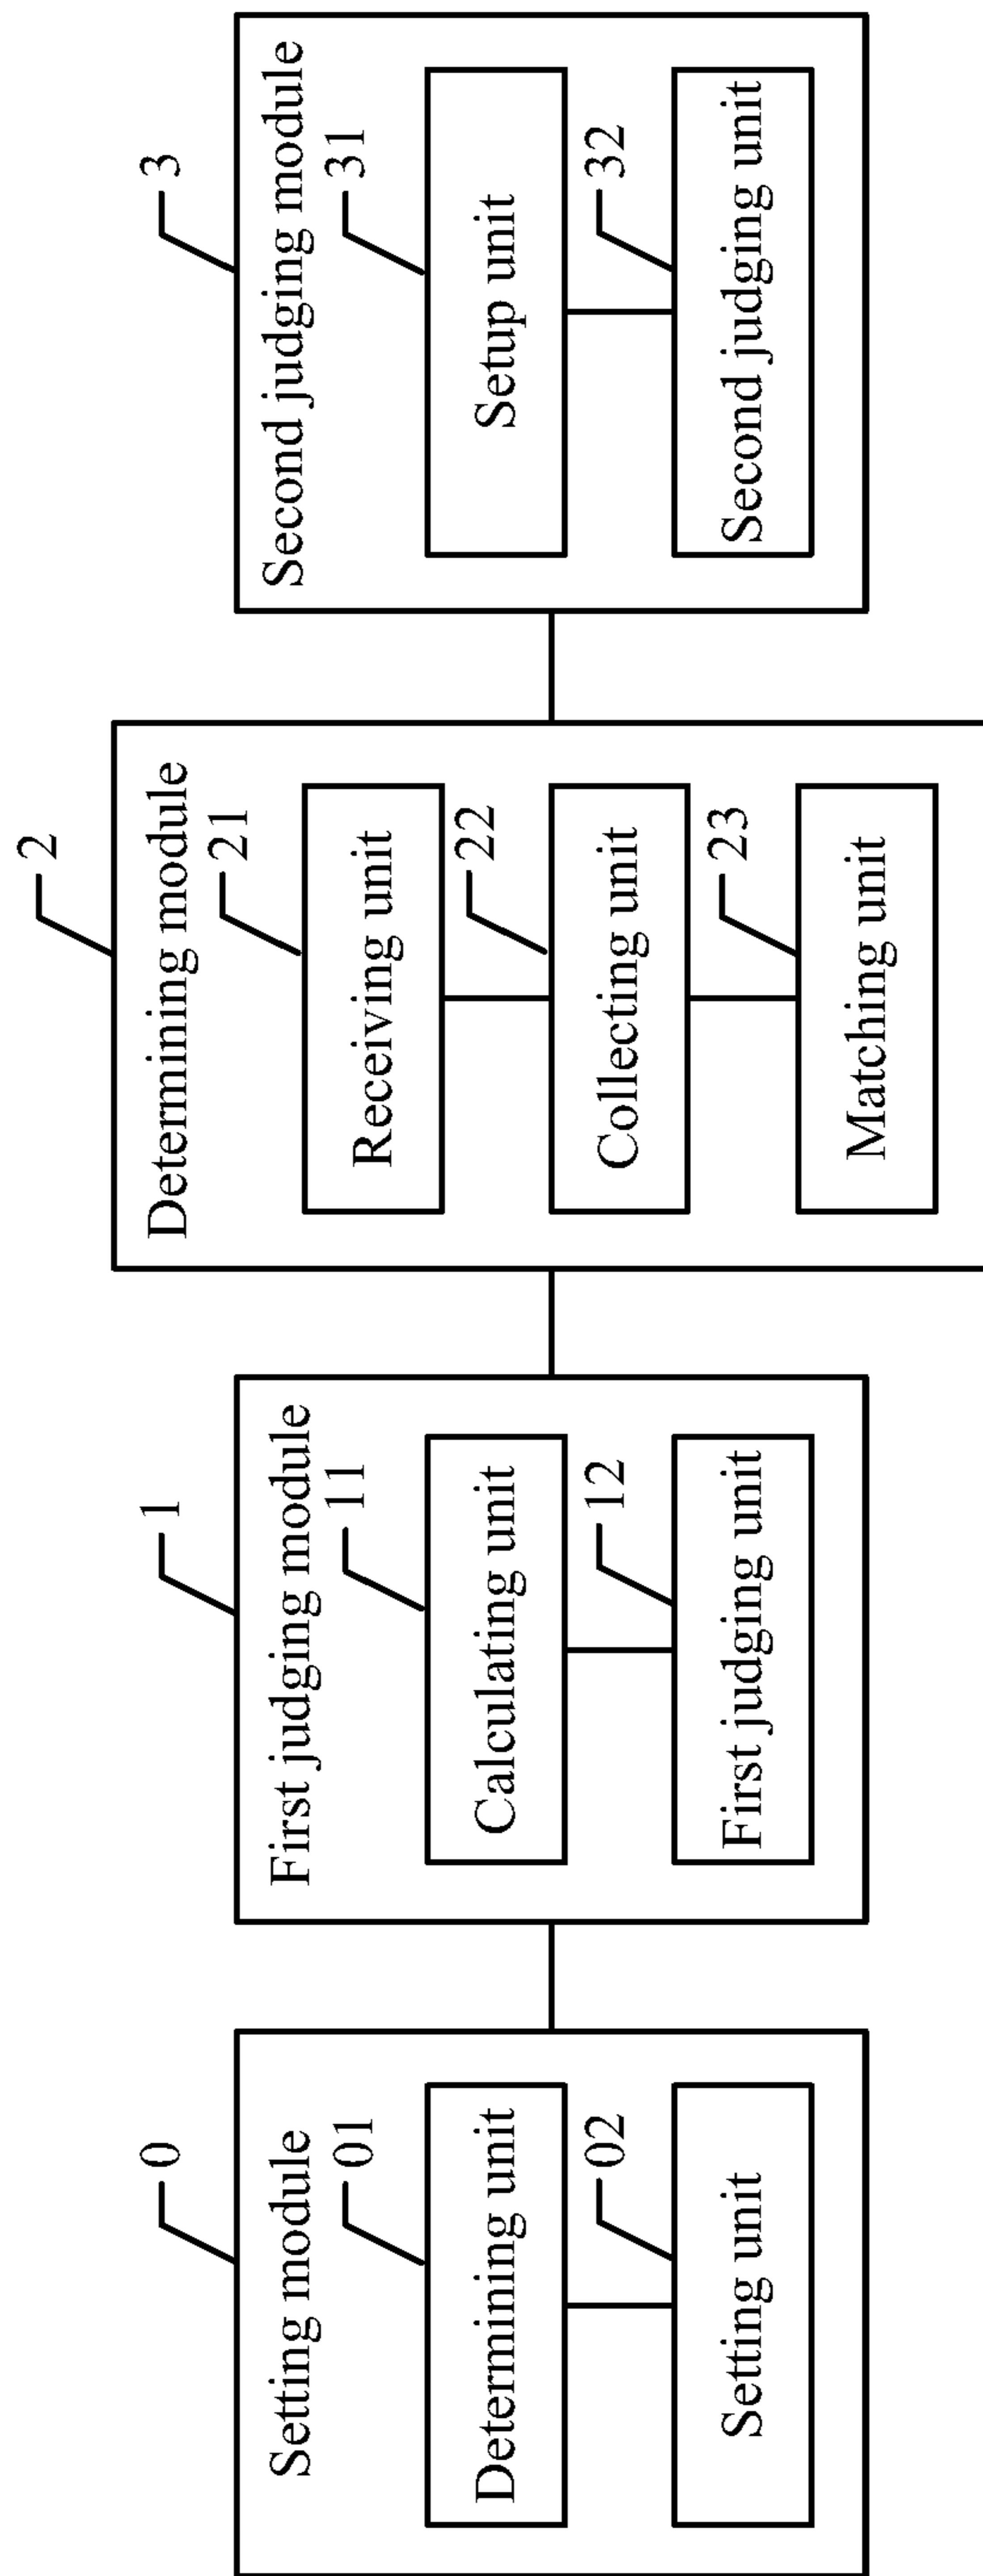 0
Setting module
01
Determining unit
02
Setting unit
1
First judging module
11
Calculating unit
12
First judging unit
2
Determining module
21
Receiving unit
22
Collecting unit
23
Matching unit
3
Second judging module
31
Setup unit
32
Second judging unit